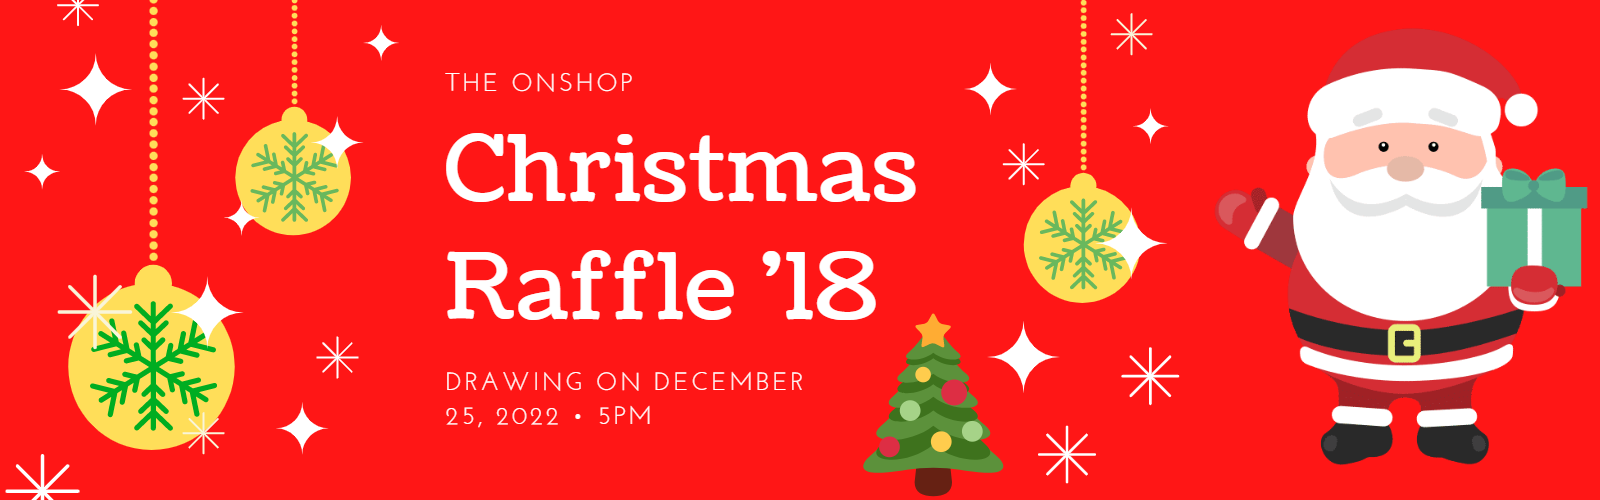 THE ONSHOP
Christmas
Raffle ’18
DRAWING ON DECEMBER
25, 2022 • 5PM